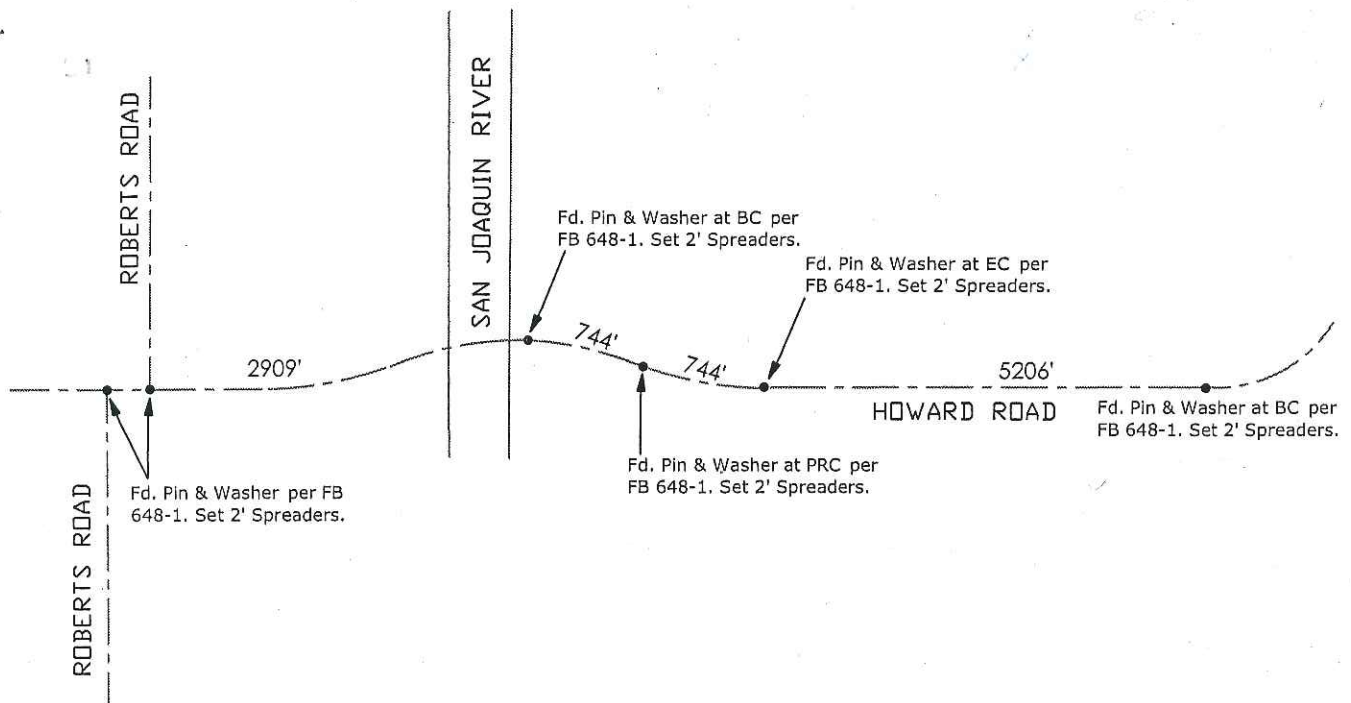 ROBERTS ROAD
SAN JOAQUIN RIVER
Fd. Pin & Washer at BC per
FB 648-1. Set 2' Spreaders.
Fd. Pin & Washer at EC per
FB 648-1. Set 2' Spreaders.
2909'
744'
744'
5206'
HOWARD ROAD
Fd. Pin & Washer at BC per
FB 648-1. Set 2' Spreaders.
Fd. Pin & Washer at PRC per
FB 648-1. Set 2' Spreaders.
Fd. Pin & Washer per FB
648-1. Set 2' Spreaders.
ROBERTS ROAD